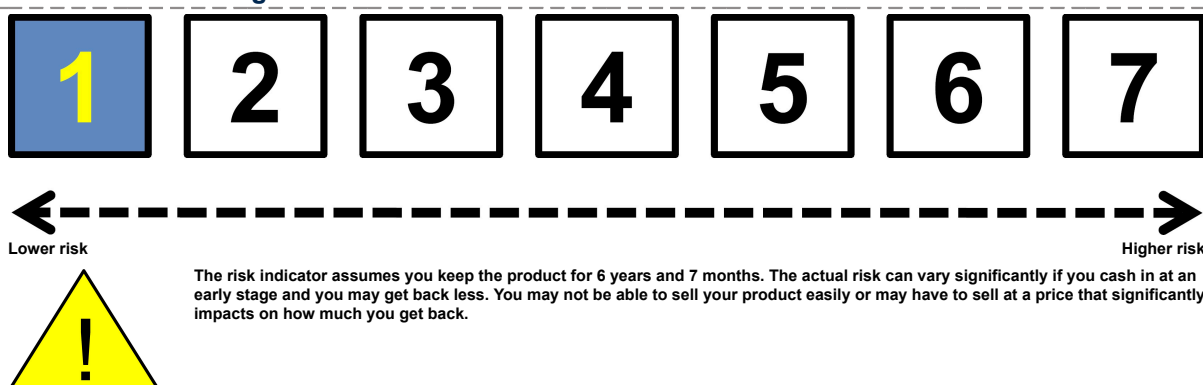 1 2 3 4 5 6 7
Lower risk Higher risk
The risk indicator assumes you keep the product for 6 years and 7 months. The actual risk can vary significantly if you cash in at an
early stage and you may get back less. You may not be able to sell your product easily or may have to sell at a price that significantly
impacts on how much you get back.
!